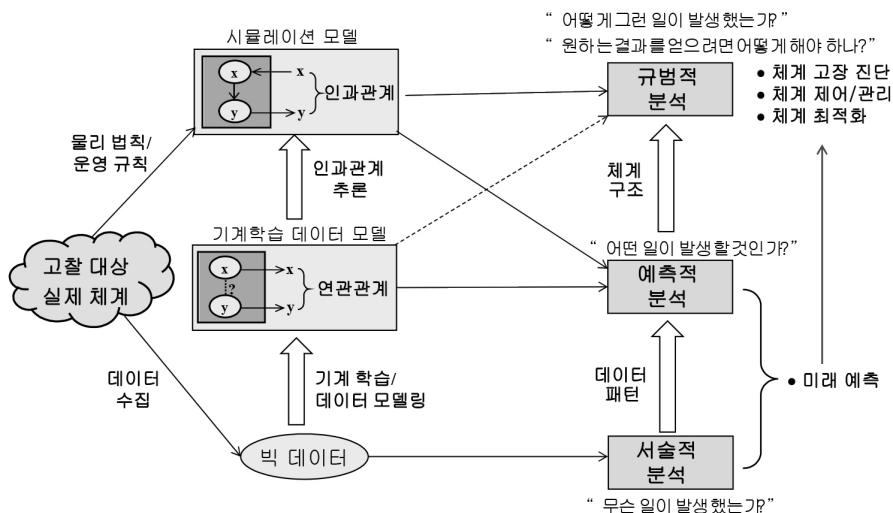 “ 어떻게그런 일이 발생했는가?”
“ 원하는결과를얻으려면어떻게해야 하나?”
시뮬레이션 모델
x
x
y
y
인과관계
규범적
분석
• 체계 고장 진단
• 체계 제어/관리
• 체계 최적화
물리 법칙/
운영 규칙
인과관계
추론
체계
구조
기계학습 데이터 모델
“ 어떤 일이 발생할것인가?”
고찰 대상
실제 체계
x
x
?
y
y
연관관계
예측적
분석
데이터
수집
기계 학습/
데이터 모델링
데이터
패턴
• 미래 예측
빅 데이터
서술적
분석
“ 무슨 일이 발생했는가?”